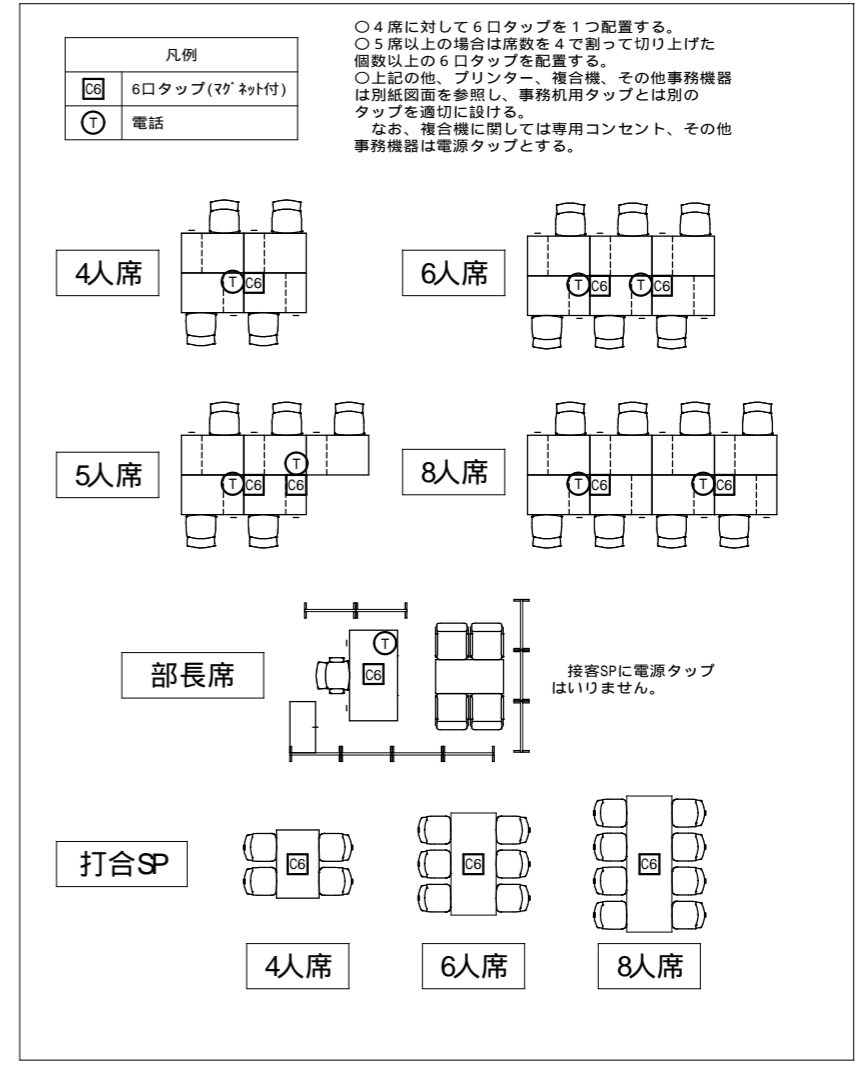 凡例
C6 6口タップ(ﾏｸﾞﾈｯﾄ付)
T 電話
〇４席に対して６口タップを１つ配置する。
〇５席以上の場合は席数を４で割って切り上げた
個数以上の６口タップを配置する。
〇上記の他、プリンター、複合機、その他事務機器
は別紙図面を参照し、事務机用タップとは別の
タップを適切に設ける。
　なお、複合機に関しては専用コンセント、その他
事務機器は電源タップとする。
4人席
T C6
6人席
T C6 T C6
5人席
T
T C6 C6
8人席
T C6 T C6
部長席
T
C6
接客SPに電源タップ
はいりません。
打合SP
C6
C6
C6
4人席
6人席
8人席